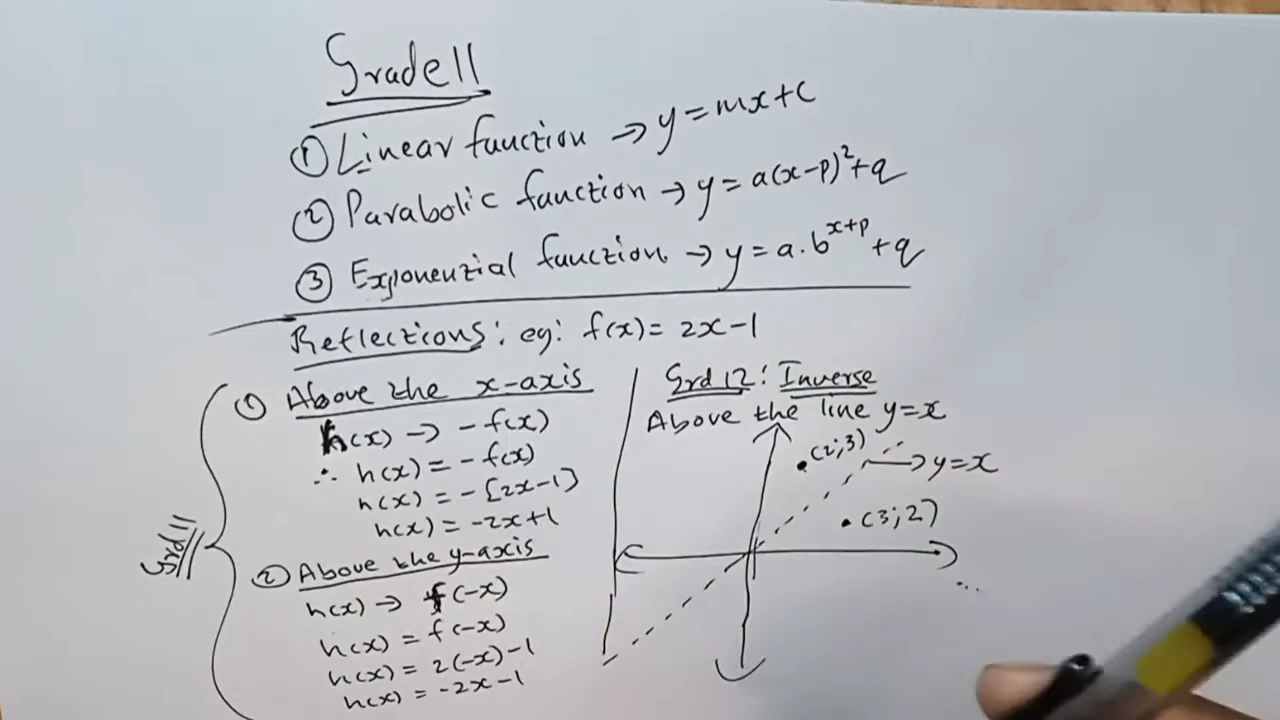 Grade 11
① Linear function → y = mx + c
② Parabolic function → y = a(x-p)² + q
③ Exponential function → y = a.b^(x+p) + q
Reflections: eg: f(x) = 2x - 1
① Above the x-axis
h(x) → -f(x)
∴ h(x) = -f(x)
h(x) = -[2x-1]
h(x) = -2x+1
② Above the y-axis
h(x) → f(-x)
h(x) = f(-x)
h(x) = 2(-x) - 1
h(x) = -2x - 1
Grd 11
Grd 12: Inverse
Above the line y = x
(2;3)
→ y = x
(3;2)
...